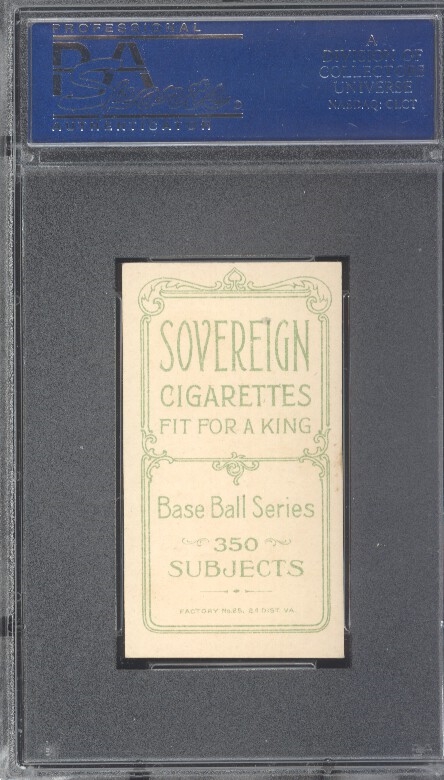 PROFESSIONAL
PSA
AUTHENTICATOR
A
DIVISION OF
COLLECTORS
UNIVERSE
NASDAQ: CLCT
SOVEREIGN
CIGARETTES
FIT FOR A KING
Base Ball Series
350
SUBJECTS
FACTORY No. 25, 2d DIST. VA.